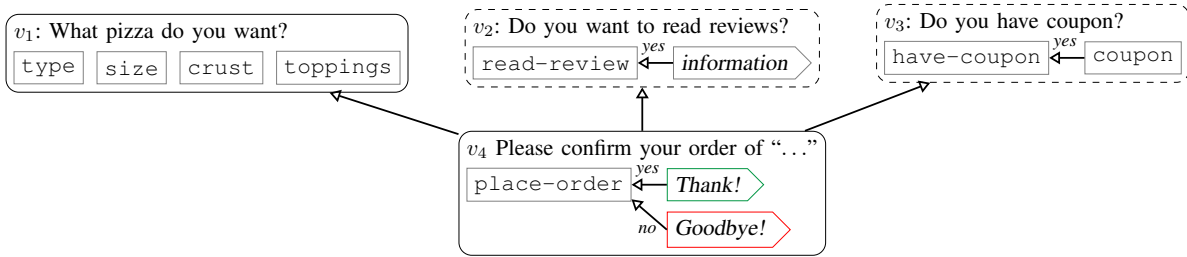 v₁: What pizza do you want?
type size crust toppings
v₂: Do you want to read reviews?
read-review yes information
v₃: Do you have coupon?
have-coupon yes coupon
v₄ Please confirm your order of “...”
place-order yes Thank!
no Goodbye!